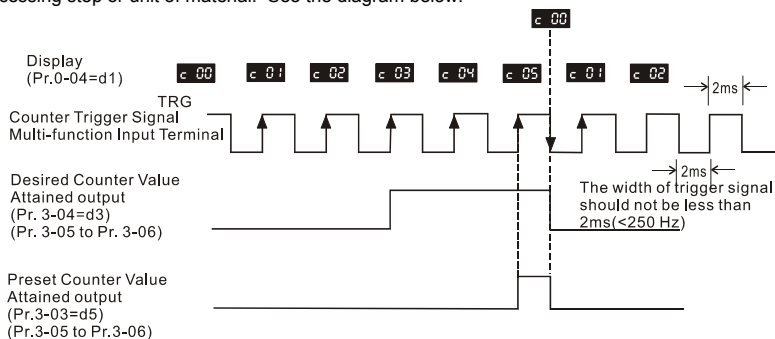 cessing step or unit of material. See the diagram below.
c 00
Display
(Pr.0-04=d1)
c 00 c 01 c 02 c 03 c 04 c 05 c 01 c 02
2ms
TRG
Counter Trigger Signal
Multi-function Input Terminal
2ms
Desired Counter Value
Attained output
(Pr. 3-04=d3)
(Pr. 3-05 to Pr. 3-06)
The width of trigger signal
should not be less than
2ms(<250 Hz)
Preset Counter Value
Attained output
(Pr.3-03=d5)
(Pr.3-05 to Pr.3-06)